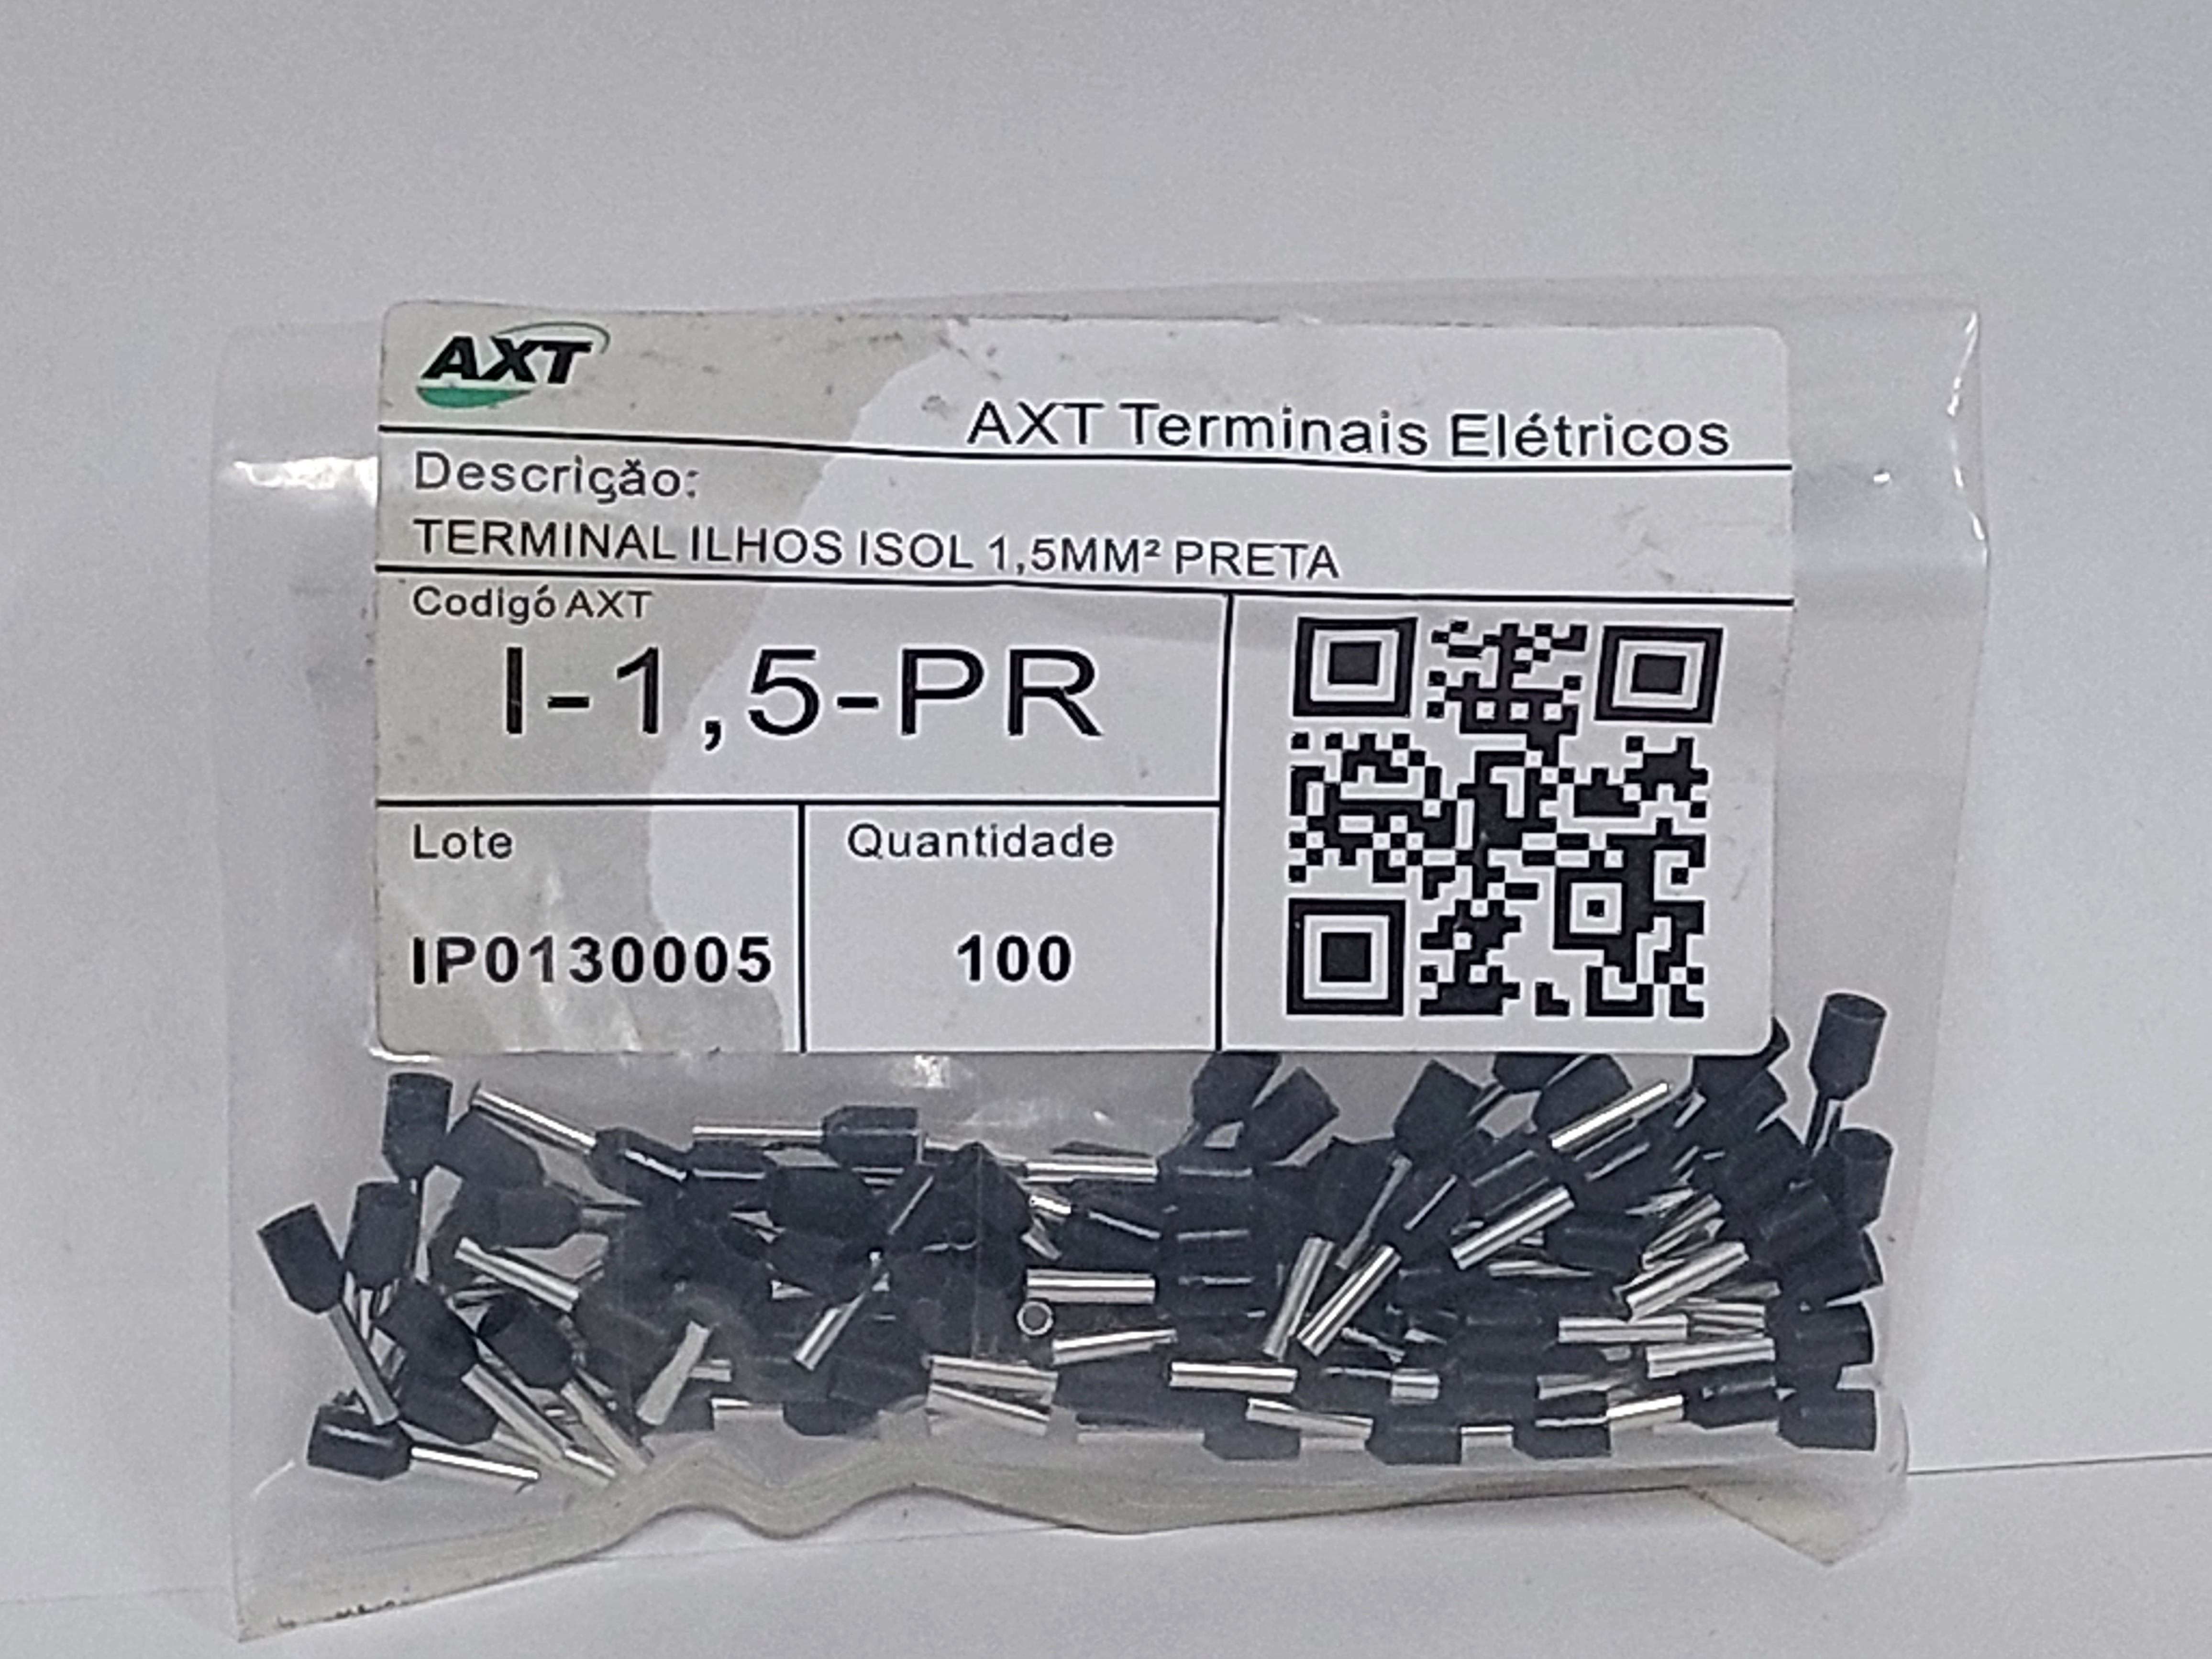 AXT
AXT Terminais Elétricos
Descrição:
TERMINAL ILHOS ISOL 1,5MM² PRETA
Codigó AXT
I-1,5-PR
Lote
IP0130005
Quantidade
100